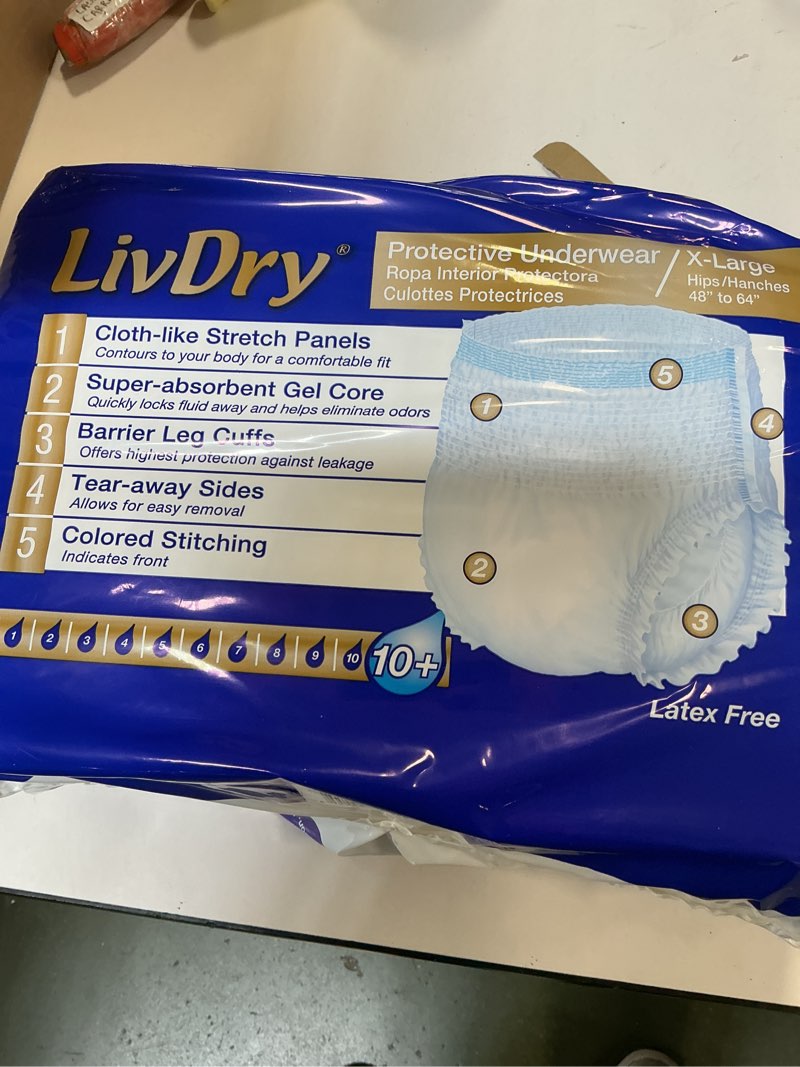 LivDry®
Protective Underwear
Ropa Interior Protectora
Culottes Protectrices
X-Large
Hips/Hanches
48" to 64"
1 Cloth-like Stretch Panels
Contours to your body for a comfortable fit
2 Super-absorbent Gel Core
Quickly locks fluid away and helps eliminate odors
3 Barrier Leg Cuffs
Offers highest protection against leakage
4 Tear-away Sides
Allows for easy removal
5 Colored Stitching
Indicates front
5
1
4
2
3
1 2 3 4 5 6 7 8 9 10 10+
Latex Free